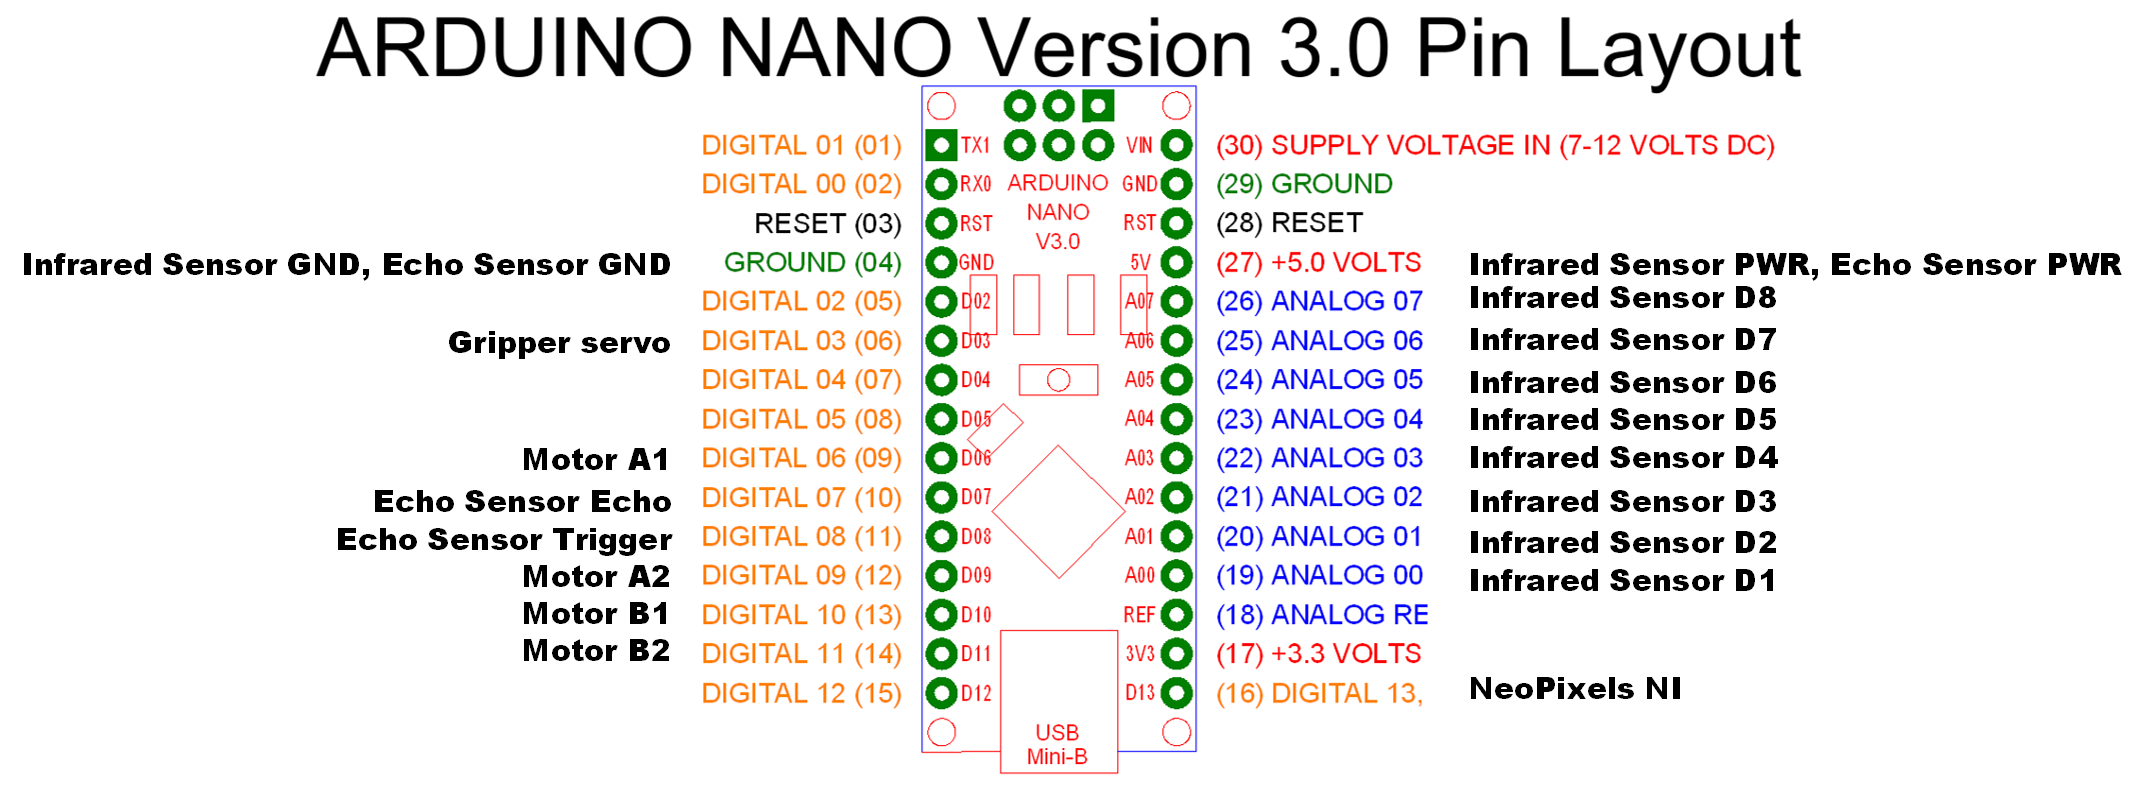 ARDUINO NANO Version 3.0 Pin Layout
DIGITAL 01 (01) TX1 VIN (30) SUPPLY VOLTAGE IN (7-12 VOLTS DC)
DIGITAL 00 (02) RX0 ARDUINO GND (29) GROUND
NANO
RESET (03) RST RST (28) RESET
V3.0
Infrared Sensor GND, Echo Sensor GND GROUND (04) GND 5V (27) +5.0 VOLTS Infrared Sensor PWR, Echo Sensor PWR
DIGITAL 02 (05) D02 A07 (26) ANALOG 07 Infrared Sensor D8
Gripper servo DIGITAL 03 (06) D03 A06 (25) ANALOG 06 Infrared Sensor D7
DIGITAL 04 (07) D04 A05 (24) ANALOG 05 Infrared Sensor D6
DIGITAL 05 (08) D05 A04 (23) ANALOG 04 Infrared Sensor D5
Motor A1 DIGITAL 06 (09) D06 A03 (22) ANALOG 03 Infrared Sensor D4
Echo Sensor Echo DIGITAL 07 (10) D07 A02 (21) ANALOG 02 Infrared Sensor D3
Echo Sensor Trigger DIGITAL 08 (11) D08 A01 (20) ANALOG 01 Infrared Sensor D2
Motor A2 DIGITAL 09 (12) D09 A00 (19) ANALOG 00 Infrared Sensor D1
Motor B1 DIGITAL 10 (13) D10 REF (18) ANALOG RE
Motor B2 DIGITAL 11 (14) D11 3V3 (17) +3.3 VOLTS
DIGITAL 12 (15) D12 D13 (16) DIGITAL 13, NeoPixels NI
USB
Mini-B